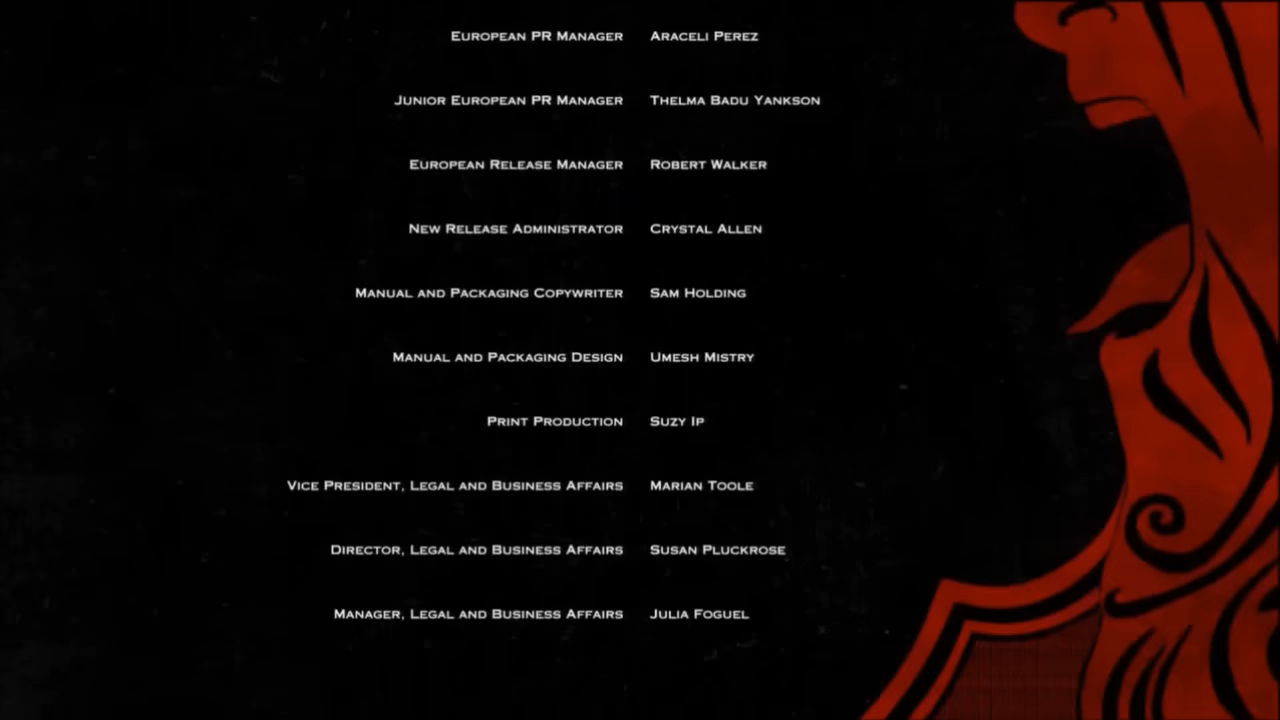 European PR Manager Araceli Perez
Junior European PR Manager Thelma Badu Yankson
European Release Manager Robert Walker
New Release Administrator Crystal Allen
Manual and Packaging Copywriter Sam Holding
Manual and Packaging Design Umesh Mistry
Print Production Suzy Ip
Vice President, Legal and Business Affairs Marian Toole
Director, Legal and Business Affairs Susan Pluckrose
Manager, Legal and Business Affairs Julia Foguel